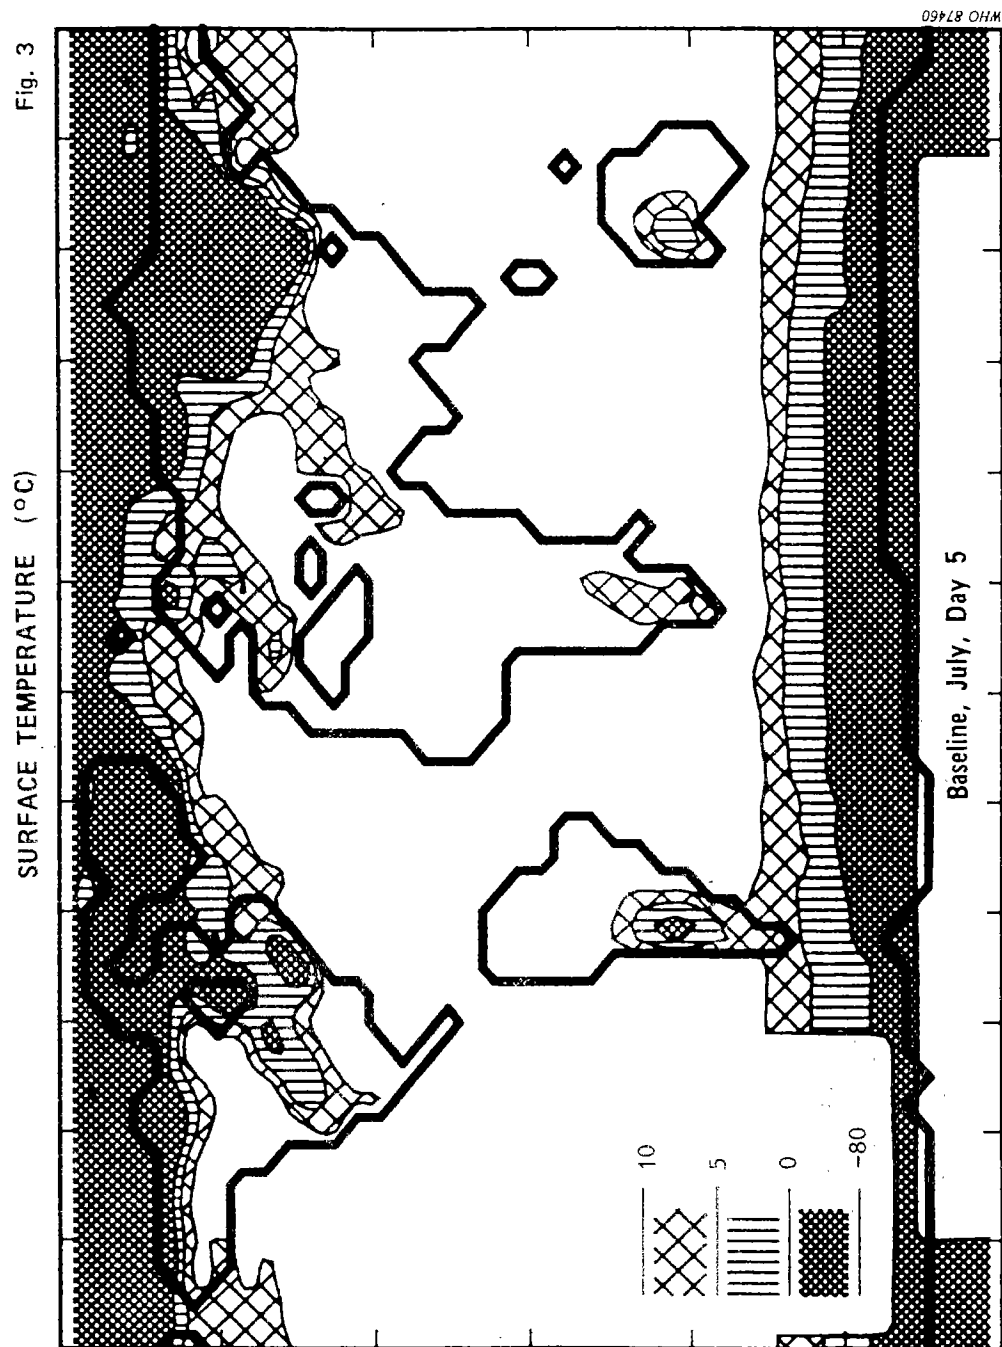 Fig. 3
SURFACE TEMPERATURE (°C)
10
5
0
-80
Baseline, July, Day 5
WHO 87460